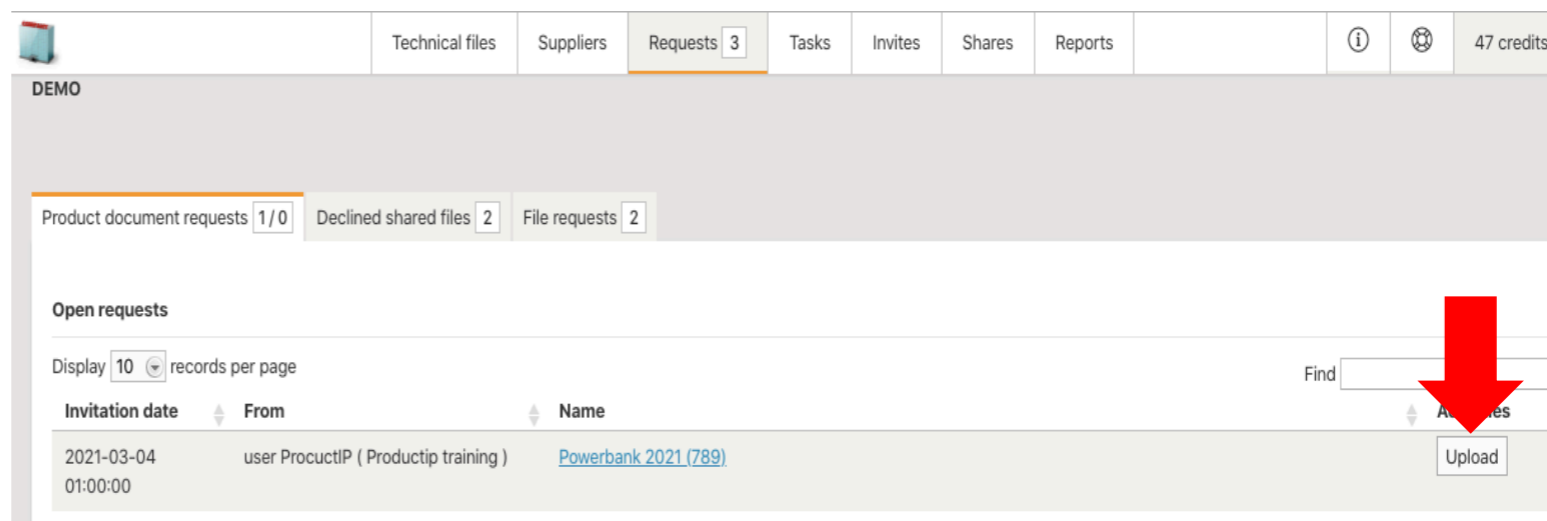 Technical files Suppliers Requests 3 Tasks Invites Shares Reports 47 credits
DEMO
Product document requests 1/0 Declined shared files 2 File requests 2
Open requests
Display 10 records per page
Find
Invitation date From Name
2021-03-04 user ProcuctIP ( Productip training ) Powerbank 2021 (789) Upload
01:00:00